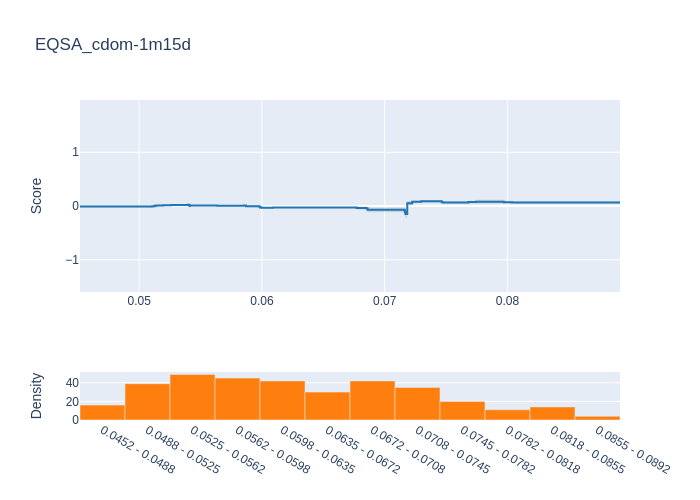 EQSA_cdom-1m15d
Score
1
0
−1
0.05
0.06
0.07
0.08
Density
40
20
0
0.0452 - 0.0488
0.0488 - 0.0525
0.0525 - 0.0562
0.0562 - 0.0598
0.0598 - 0.0635
0.0635 - 0.0672
0.0672 - 0.0708
0.0708 - 0.0745
0.0745 - 0.0782
0.0782 - 0.0818
0.0818 - 0.0855
0.0855 - 0.0892